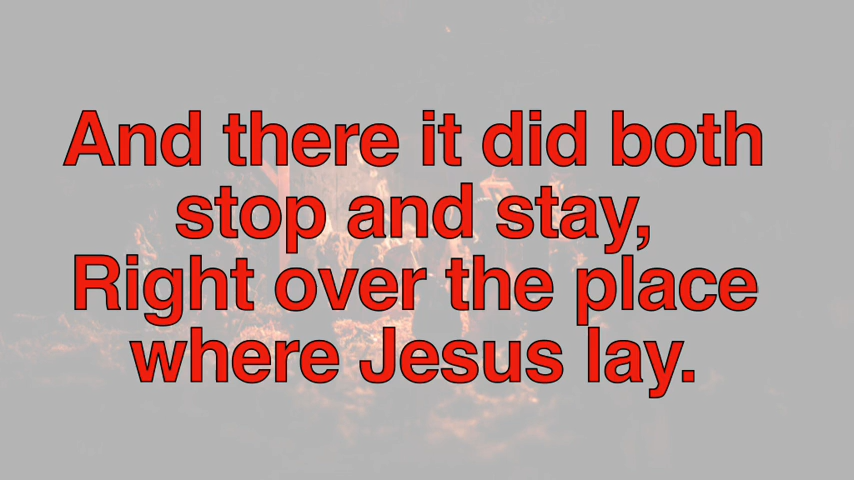 And there it did both
stop and stay,
Right over the place
where Jesus lay.